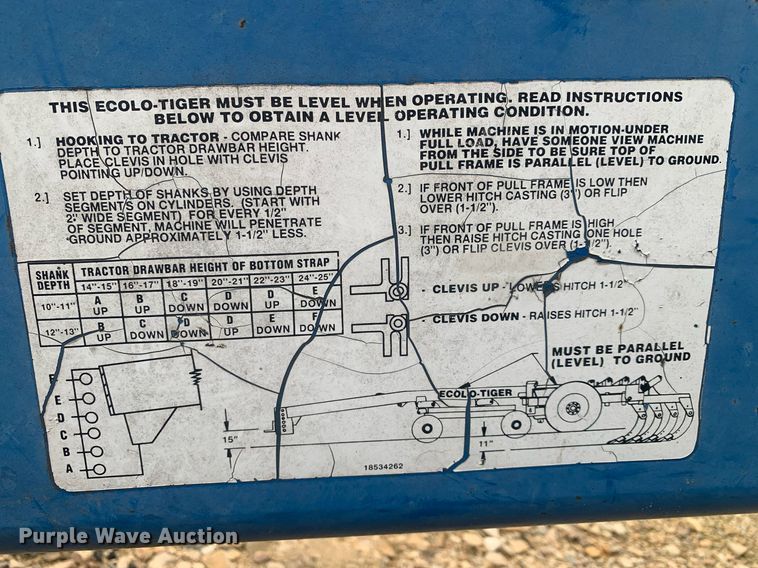 THIS ECOLO-TIGER MUST BE LEVEL WHEN OPERATING. READ INSTRUCTIONS
BELOW TO OBTAIN A LEVEL OPERATING CONDITION.
1.] HOOKING TO TRACTOR - COMPARE SHANK
DEPTH TO TRACTOR DRAWBAR HEIGHT.
PLACE CLEVIS IN HOLE WITH CLEVIS
POINTING UP/DOWN.
2.] SET DEPTH OF SHANKS BY USING DEPTH
SEGMENTS ON CYLINDERS. (START WITH
2" WIDE SEGMENT) FOR EVERY 1/2"
OF SEGMENT, MACHINE WILL PENETRATE
GROUND APPROXIMATELY 1-1/2" LESS.
1.] WHILE MACHINE IS IN MOTION-UNDER
FULL LOAD, HAVE SOMEONE VIEW MACHINE
FROM THE SIDE TO BE SURE TOP OF
PULL FRAME IS PARALLEL (LEVEL) TO GROUND.
2.] IF FRONT OF PULL FRAME IS LOW THEN
LOWER HITCH CASTING (3") OR FLIP
OVER (1-1/2").
3.] IF FRONT OF PULL FRAME IS HIGH
THEN RAISE HITCH CASTING ONE HOLE
(3") OR FLIP CLEVIS OVER (1-1/2").
SHANK DEPTH TRACTOR DRAWBAR HEIGHT OF BOTTOM STRAP
14"-15" 16"-17" 18"-19" 20"-21" 22"-23" 24"-25"
10"-11" A UP B UP C DOWN D DOWN D UP E DOWN
12"-13" B UP C DOWN D DOWN D UP E DOWN F DOWN
- CLEVIS UP - LOWERS HITCH 1-1/2"
- CLEVIS DOWN - RAISES HITCH 1-1/2"
MUST BE PARALLEL
(LEVEL) TO GROUND
ECOLO-TIGER
F
E
D
C
B
A
15"
11"
18534262
Purple Wave Auction